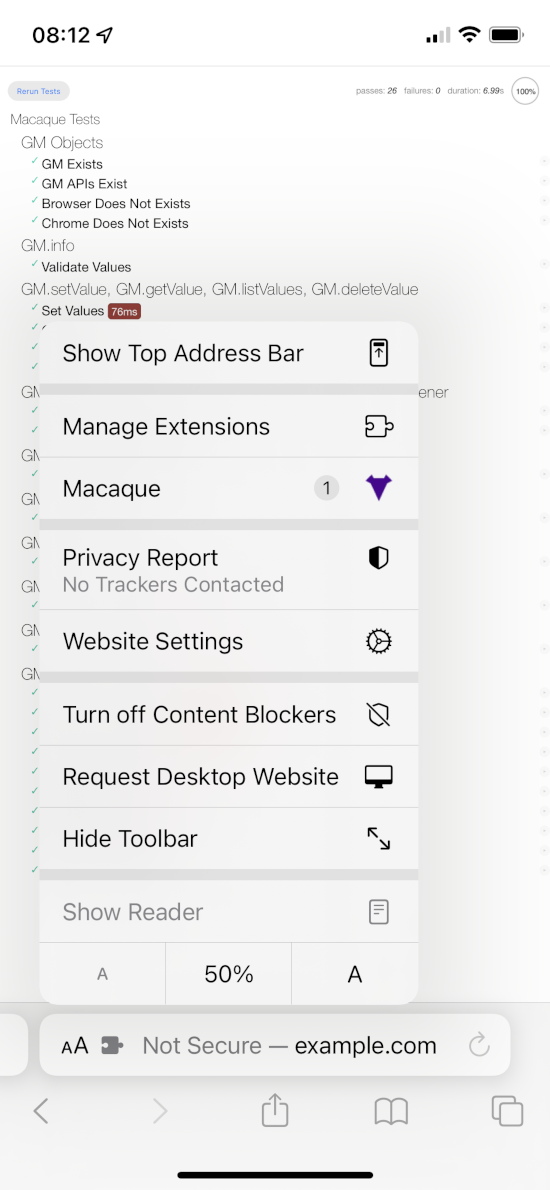 08:12
Rerun Tests
passes: 26 failures: 0 duration: 6.99s 100%
Macaque Tests
GM Objects
GM Exists
GM APIs Exist
Browser Does Not Exists
Chrome Does Not Exists
GM.info
Validate Values
GM.setValue, GM.getValue, GM.listValues, GM.deleteValue
Set Values 76ms
Show Top Address Bar
Manage Extensions
Macaque 1
Privacy Report
No Trackers Contacted
Website Settings
Turn off Content Blockers
Request Desktop Website
Hide Toolbar
Show Reader
A 50% A
AA Not Secure — example.com